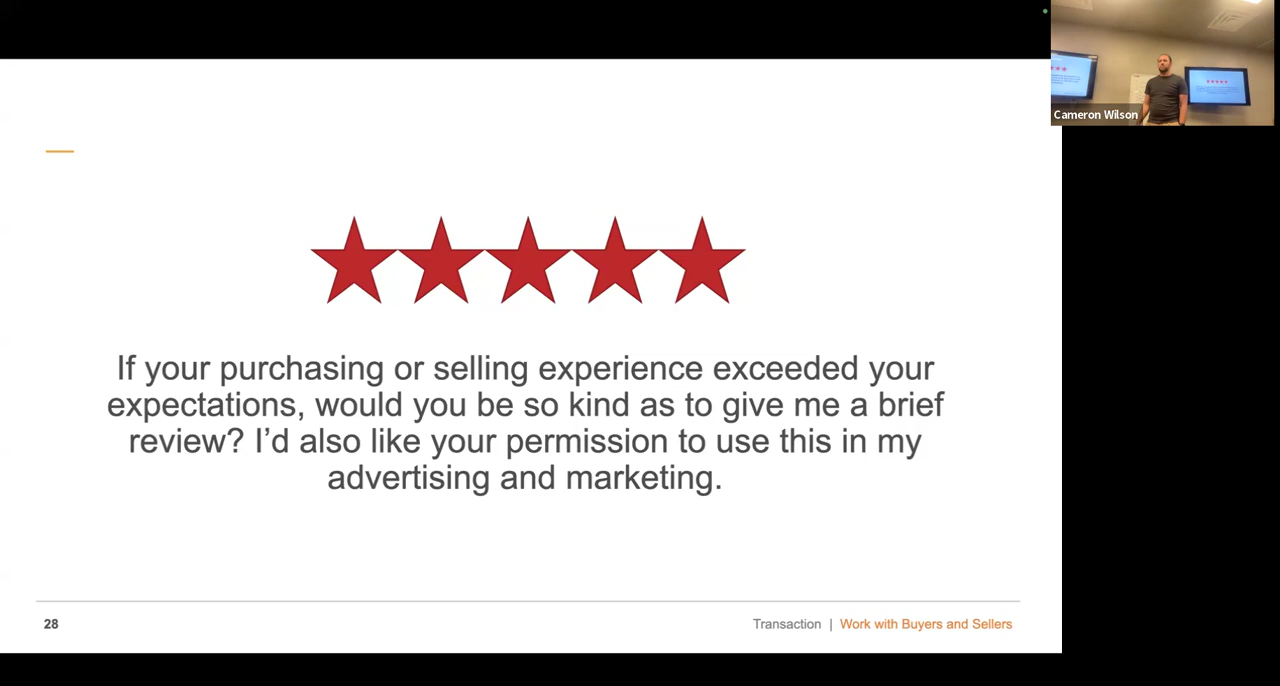 Cameron Wilson
If your purchasing or selling experience exceeded your
expectations, would you be so kind as to give me a brief
review? I’d also like your permission to use this in my
advertising and marketing.
28
Transaction | Work with Buyers and Sellers